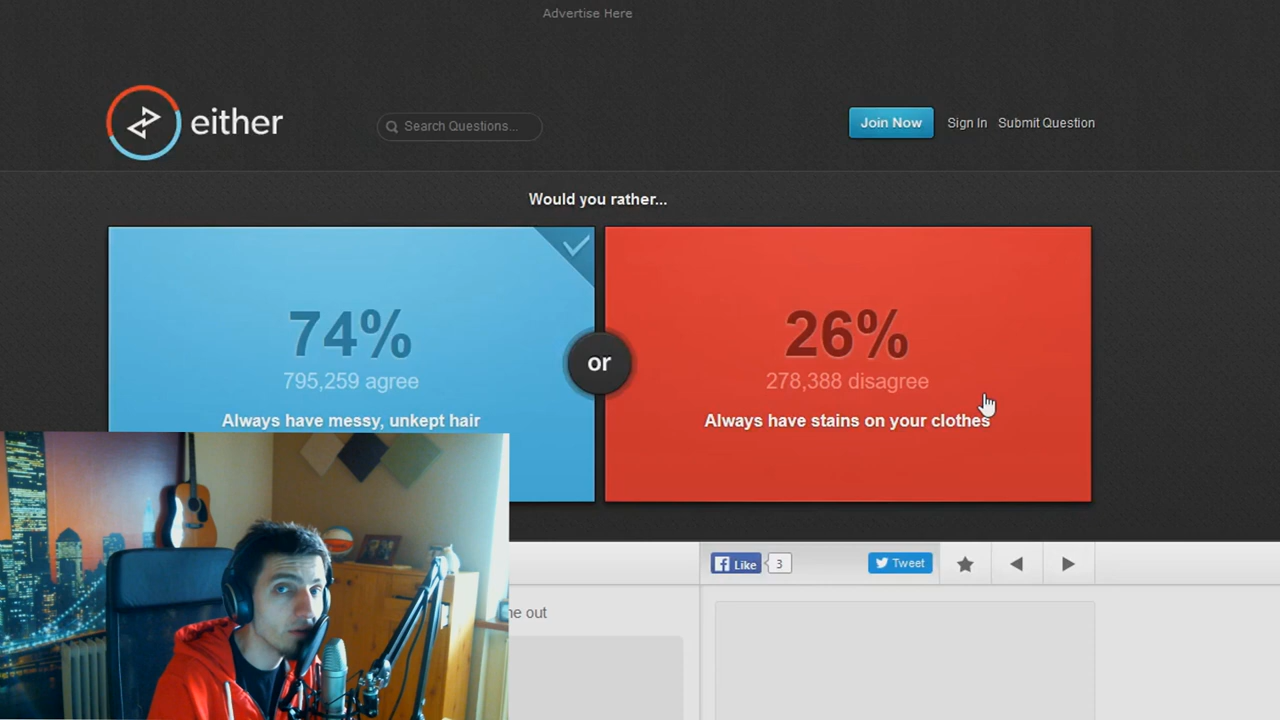 Advertise Here
either
Search Questions...
Join Now
Sign In
Submit Question
Would you rather...
74%
795,259 agree
Always have messy, unkept hair
or
26%
278,388 disagree
Always have stains on your clothes
Like
3
Tweet
out